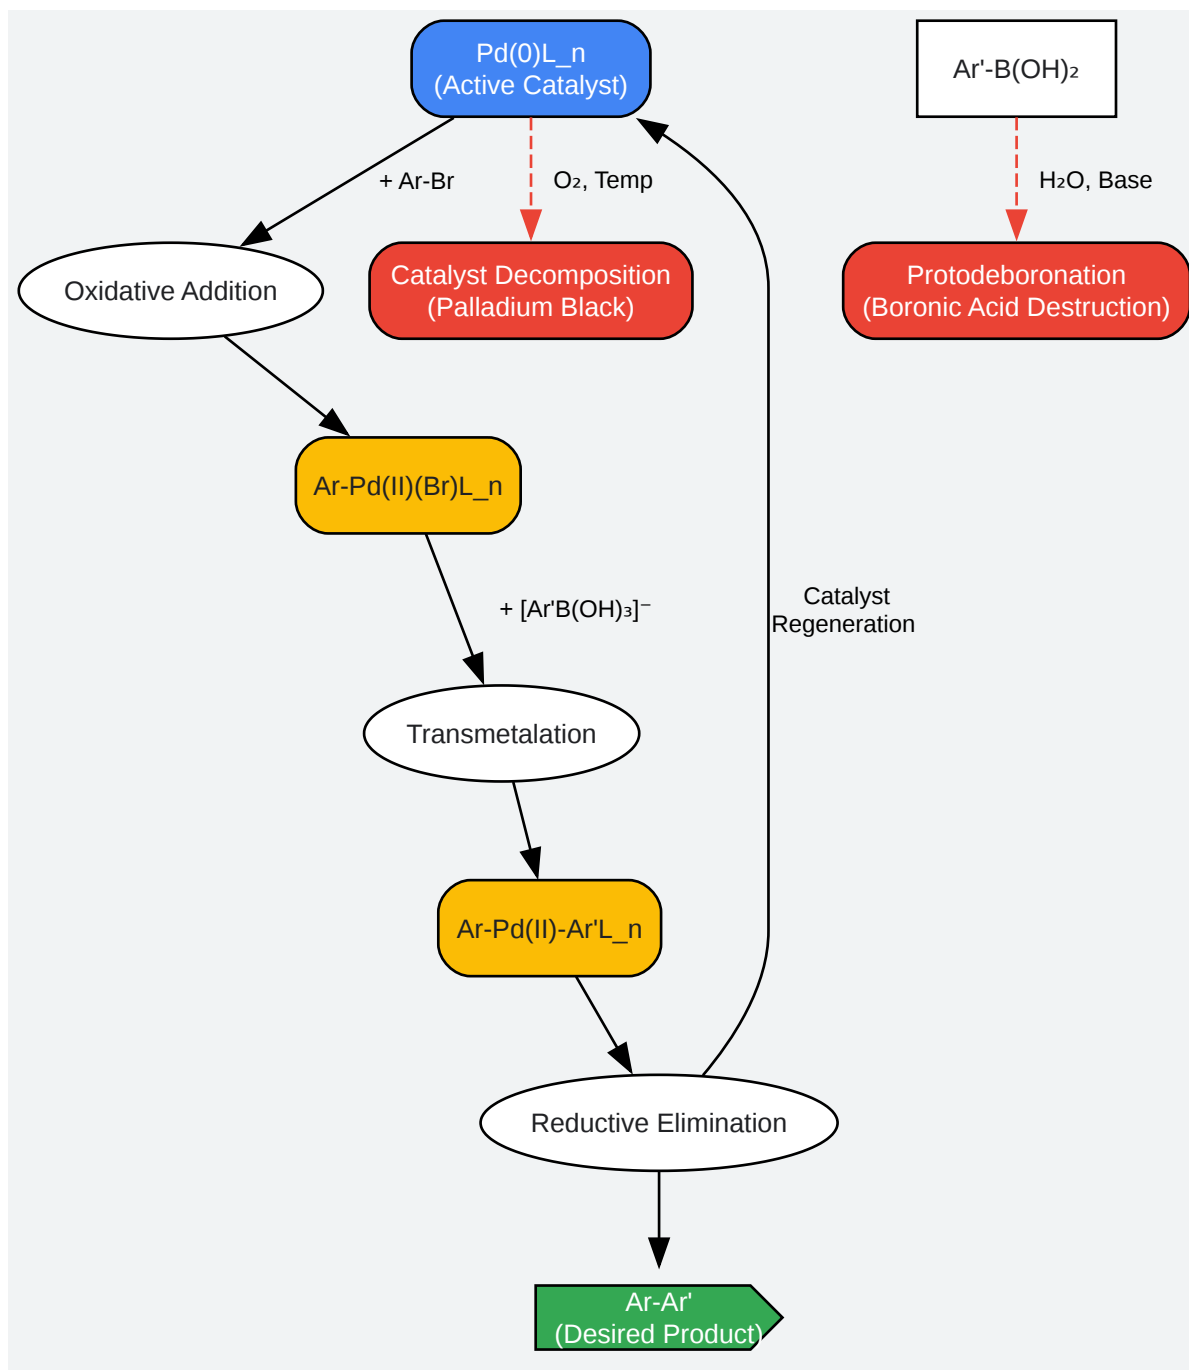 Pd(0)L_n
(Active Catalyst)
Ar'-B(OH)₂
+ Ar-Br
O₂, Temp
H₂O, Base
Oxidative Addition
Catalyst Decomposition
(Palladium Black)
Protodeboronation
(Boronic Acid Destruction)
Ar-Pd(II)(Br)L_n
+ [Ar'B(OH)₃]⁻
Catalyst
Regeneration
Transmetalation
Ar-Pd(II)-Ar'L_n
Reductive Elimination
Ar-Ar'
(Desired Product)